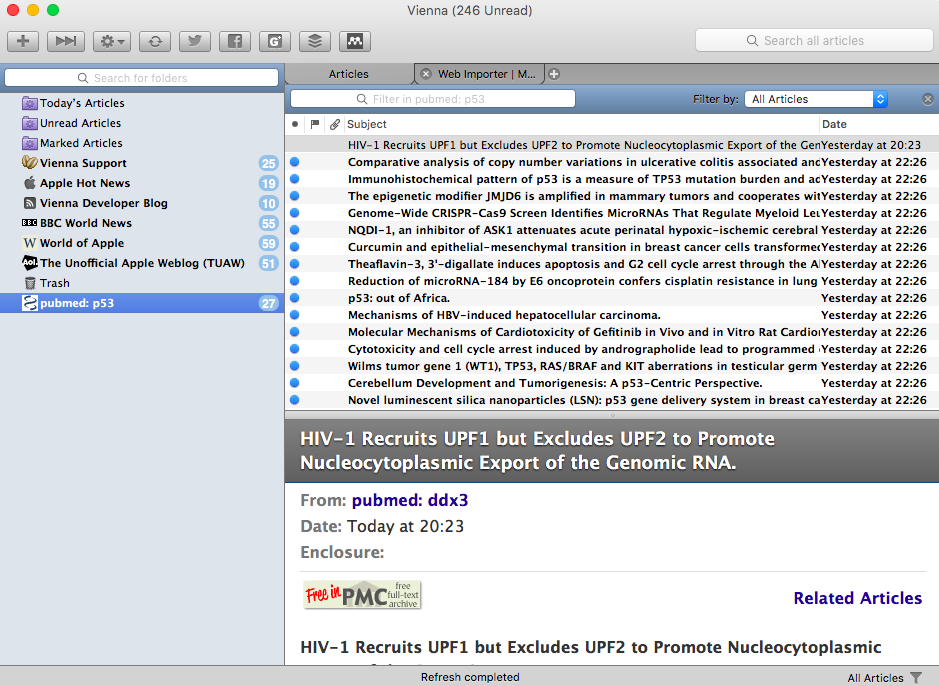 Vienna (246 Unread)
Search all articles
Search for folders
Articles
Web Importer | M...
Filter in pubmed: p53
Filter by:
All Articles
Subject
Date
Today's Articles
Unread Articles
Marked Articles
Vienna Support 25
Apple Hot News 19
Vienna Developer Blog 10
BBC BBC World News 55
W World of Apple 59
Aol. The Unofficial Apple Weblog (TUAW) 51
Trash
pubmed: p53 27
HIV-1 Recruits UPF1 but Excludes UPF2 to Promote Nucleocytoplasmic Export of the Gen Yesterday at 20:23
Comparative analysis of copy number variations in ulcerative colitis associated and Yesterday at 22:26
Immunohistochemical pattern of p53 is a measure of TP53 mutation burden and ac Yesterday at 22:26
The epigenetic modifier JMJD6 is amplified in mammary tumors and cooperates wit Yesterday at 22:26
Genome-Wide CRISPR-Cas9 Screen Identifies MicroRNAs That Regulate Myeloid Leu Yesterday at 22:26
NQDI-1, an inhibitor of ASK1 attenuates acute perinatal hypoxic-ischemic cerebral Yesterday at 22:26
Curcumin and epithelial-mesenchymal transition in breast cancer cells transformed Yesterday at 22:26
Theaflavin-3, 3'-digallate induces apoptosis and G2 cell cycle arrest through the A Yesterday at 22:26
Reduction of microRNA-184 by E6 oncoprotein confers cisplatin resistance in lung Yesterday at 22:26
p53: out of Africa. Yesterday at 22:26
Mechanisms of HBV-induced hepatocellular carcinoma. Yesterday at 22:26
Molecular Mechanisms of Cardiotoxicity of Gefitinib in Vivo and in Vitro Rat Cardio Yesterday at 22:26
Cytotoxicity and cell cycle arrest induced by andrographolide lead to programmed Yesterday at 22:26
Wilms tumor gene 1 (WT1), TP53, RAS/BRAF and KIT aberrations in testicular germ Yesterday at 22:26
Cerebellum Development and Tumorigenesis: A p53-Centric Perspective. Yesterday at 22:26
Novel luminescent silica nanoparticles (LSN): p53 gene delivery system in breast ca Yesterday at 22:26
HIV-1 Recruits UPF1 but Excludes UPF2 to Promote
Nucleocytoplasmic Export of the Genomic RNA.
From: pubmed: ddx3
Date: Today at 20:23
Enclosure:
Free in PMC free full-text archive
Related Articles
HIV-1 Recruits UPF1 but Excludes UPF2 to Promote Nucleocytoplasmic
Refresh completed
All Articles